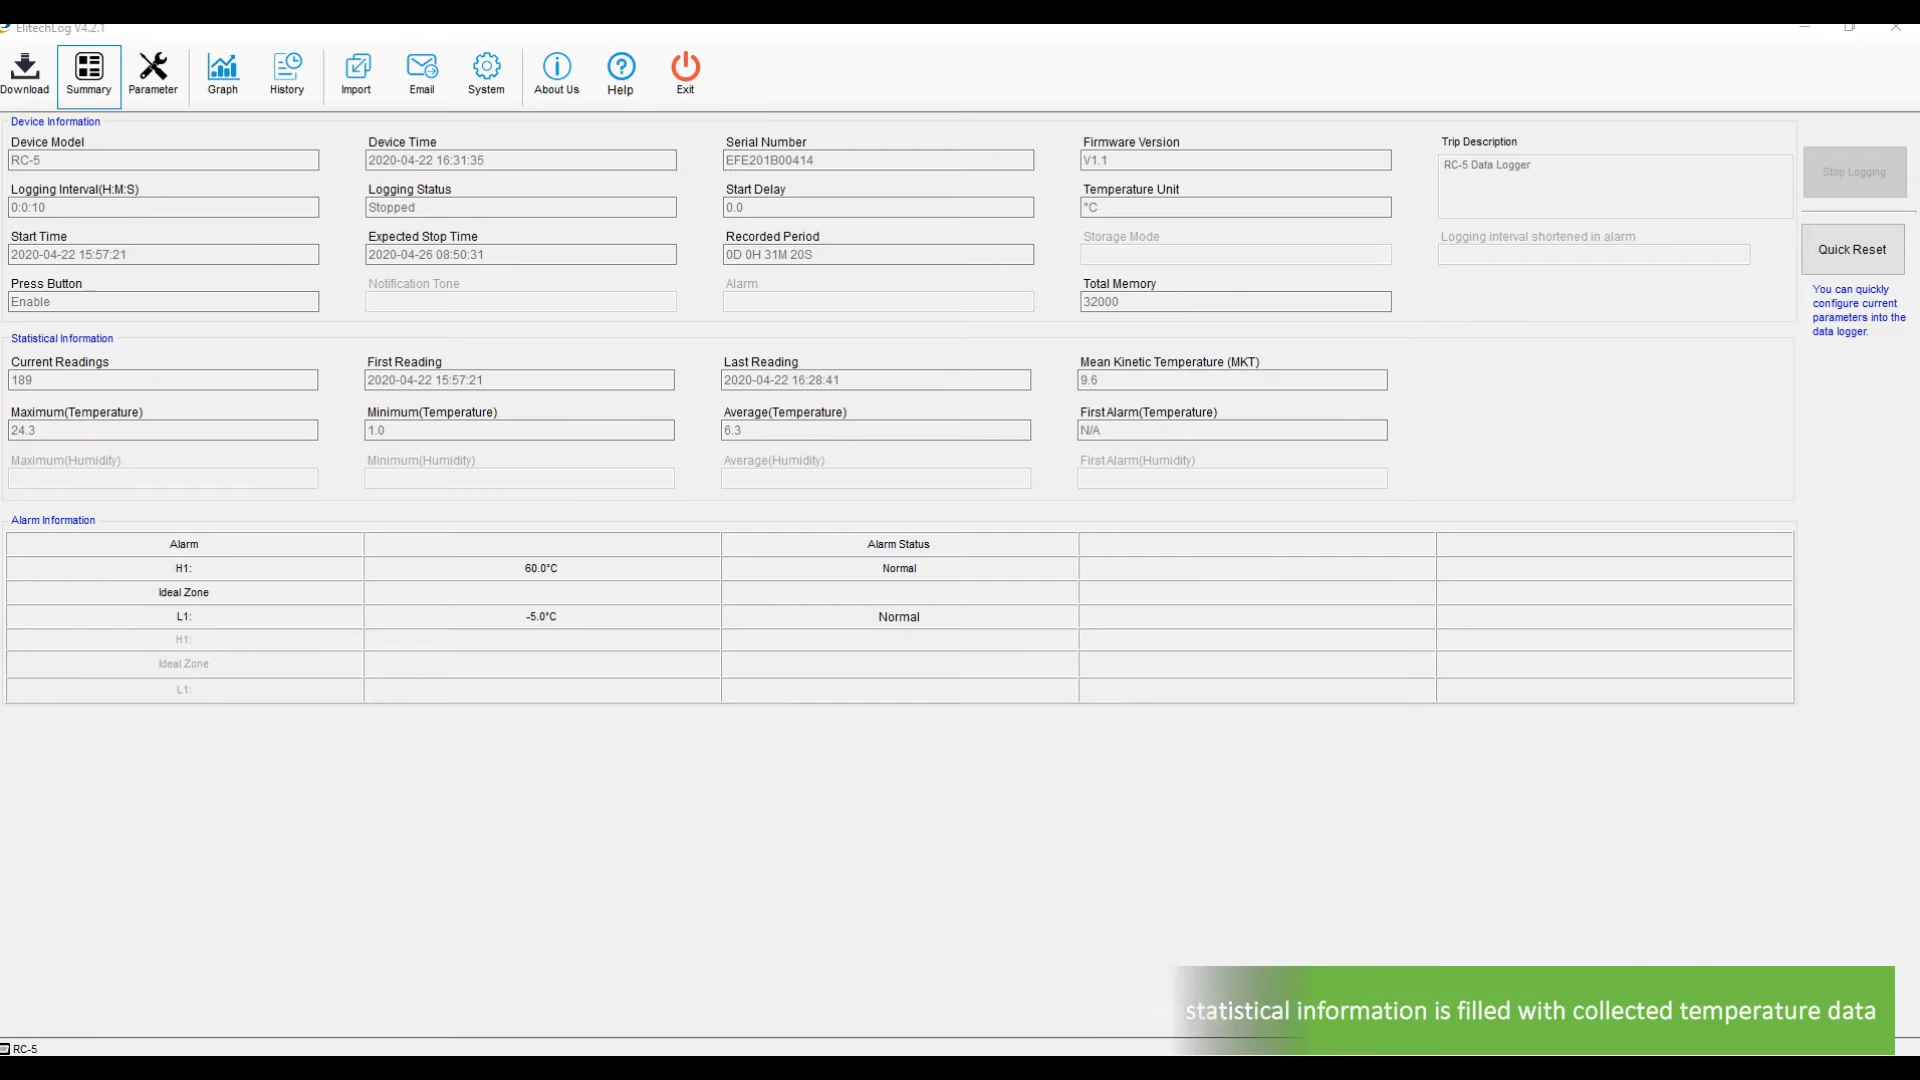 ElitechLog V4.2.1
Download Summary Parameter Graph History Import Email System About Us Help Exit
Device Information
Device Model Device Time Serial Number Firmware Version Trip Description
RC-5 2020-04-22 16:31:35 EFE201B00414 V1.1 RC-5 Data Logger
Stop Logging
Logging Interval(H:M:S) Logging Status Start Delay Temperature Unit
0:0:10 Stopped 0.0 °C
Start Time Expected Stop Time Recorded Period Storage Mode Logging interval shortened in alarm
2020-04-22 15:57:21 2020-04-26 08:50:31 0D 0H 31M 20S
Quick Reset
Press Button Notification Tone Alarm Total Memory
Enable 32000
You can quickly
configure current
parameters into the
data logger.
Statistical Information
Current Readings First Reading Last Reading Mean Kinetic Temperature (MKT)
189 2020-04-22 15:57:21 2020-04-22 16:28:41 9.6
Maximum(Temperature) Minimum(Temperature) Average(Temperature) First Alarm(Temperature)
24.3 1.0 6.3 N/A
Maximum(Humidity) Minimum(Humidity) Average(Humidity) First Alarm(Humidity)
Alarm Information
Alarm Alarm Status
H1: 60.0°C Normal
Ideal Zone
L1: -5.0°C Normal
H1:
Ideal Zone
L1:
statistical information is filled with collected temperature data
RC-5